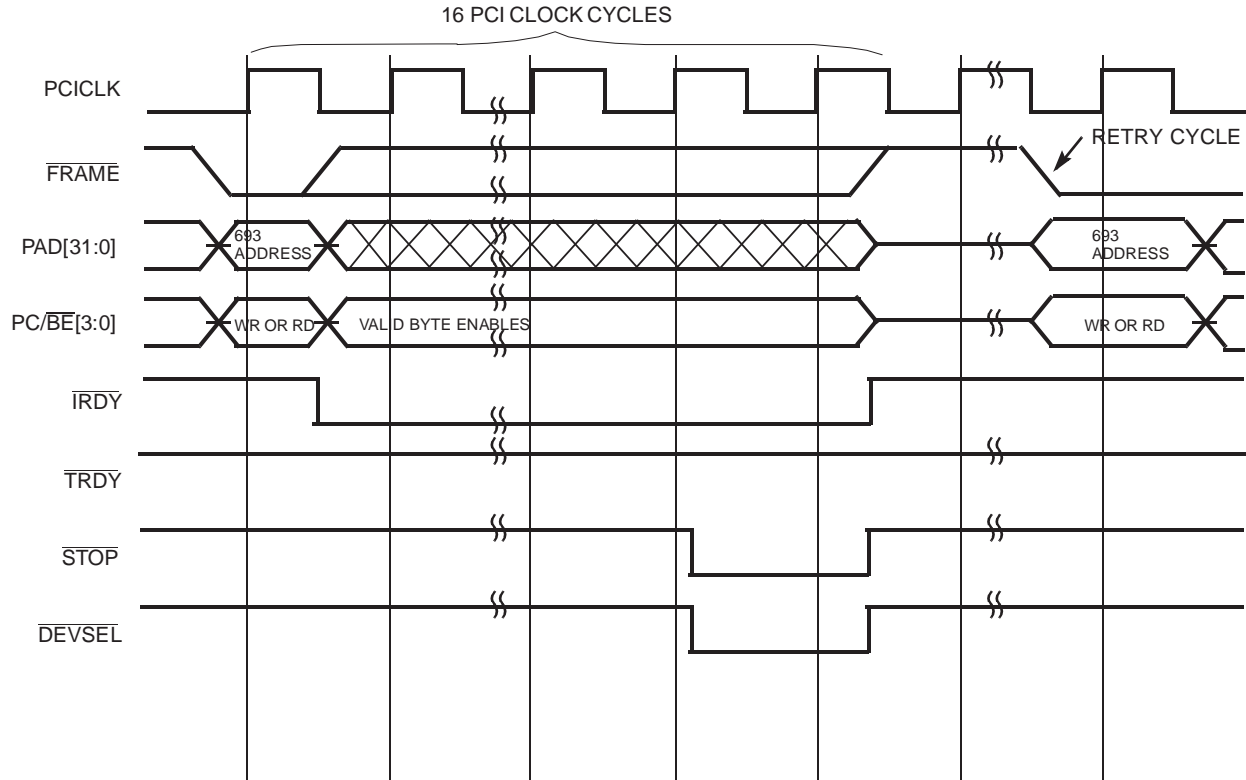 16 PCI CLOCK CYCLES
PCICLK
FRAME
RETRY CYCLE
PAD[31:0]
693
ADDRESS
693
ADDRESS
PC/BE[3:0]
WR OR RD
VALID BYTE ENABLES
WR OR RD
IRDY
TRDY
STOP
DEVSEL